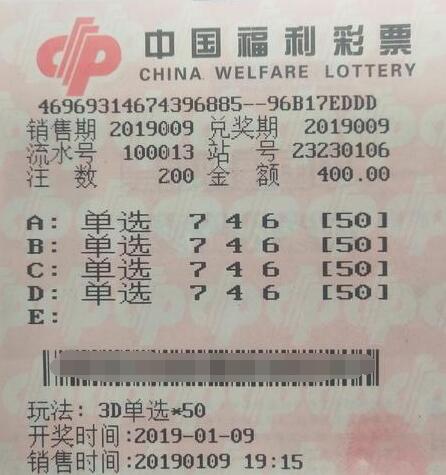 中国福利彩票
CHINA WELFARE LOTTERY
46969314674396885--96B17EDDD
销售期 2019009 兑奖期 2019009
流水号 100013 站 号 23230106
注 数 200 金 额 400.00
A: 单选 7 4 6 [50]
B: 单选 7 4 6 [50]
C: 单选 7 4 6 [50]
D: 单选 7 4 6 [50]
E:
玩法: 3D单选*50
开奖时间:2019-01-09
销售时间:20190109 19:15